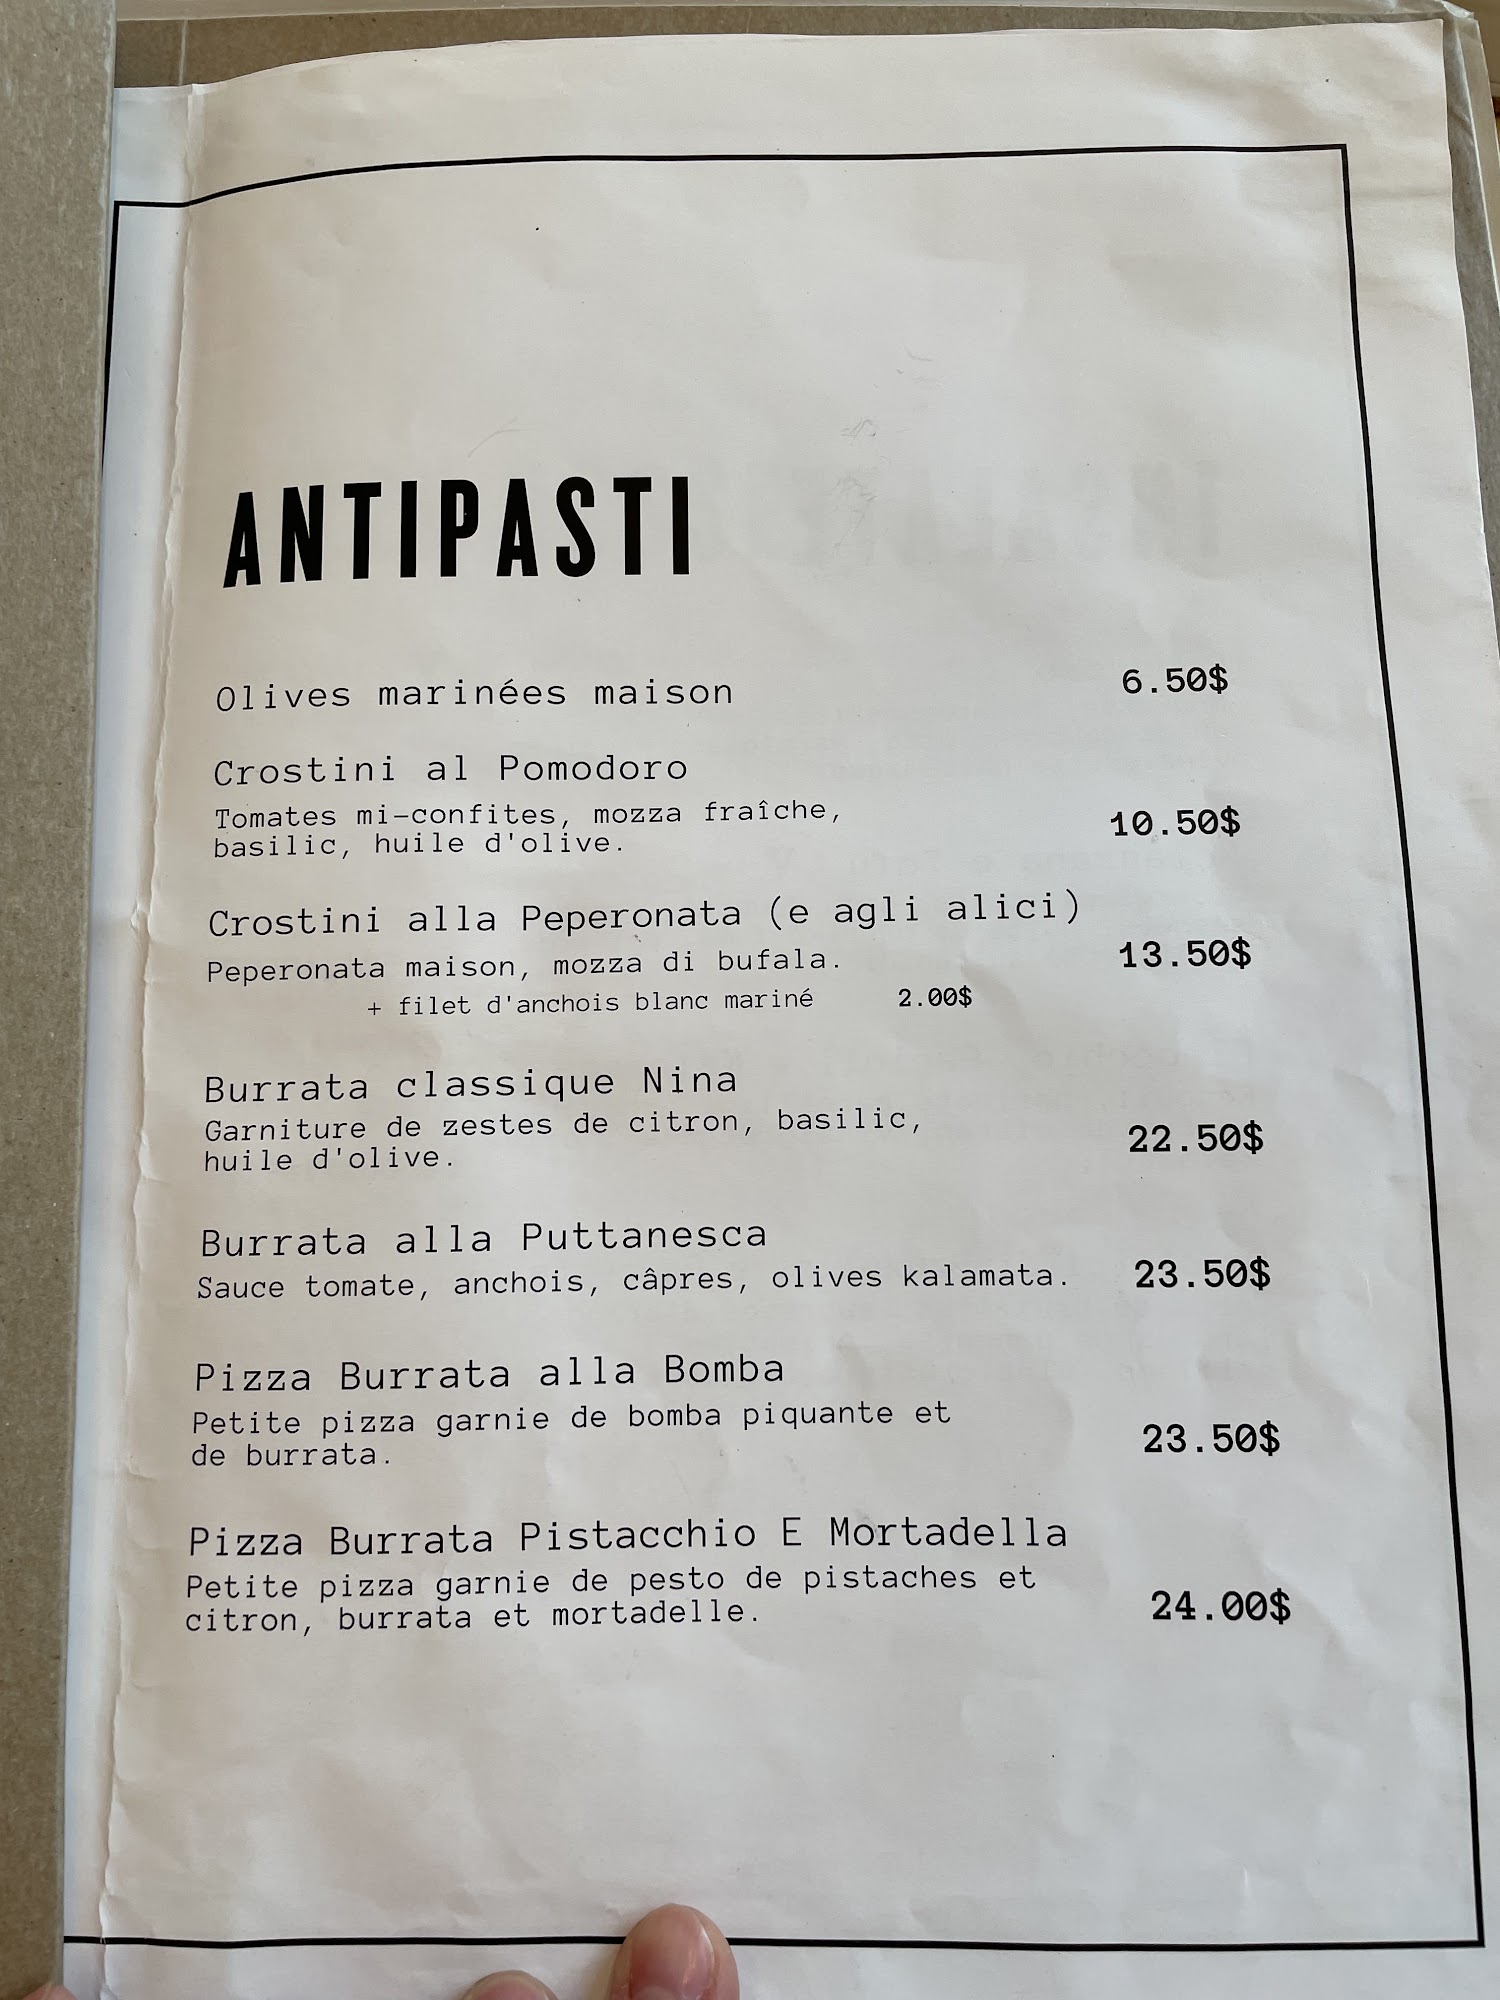 ANTIPASTI
Olives marinées maison 6.50$
Crostini al Pomodoro
Tomates mi-confites, mozza fraîche,
basilic, huile d'olive. 10.50$
Crostini alla Peperonata (e agli alici)
Peperonata maison, mozza di bufala. 13.50$
+ filet d'anchois blanc mariné 2.00$
Burrata classique Nina
Garniture de zestes de citron, basilic,
huile d'olive. 22.50$
Burrata alla Puttanesca
Sauce tomate, anchois, câpres, olives kalamata. 23.50$
Pizza Burrata alla Bomba
Petite pizza garnie de bomba piquante et
de burrata. 23.50$
Pizza Burrata Pistacchio E Mortadella
Petite pizza garnie de pesto de pistaches et
citron, burrata et mortadelle. 24.00$